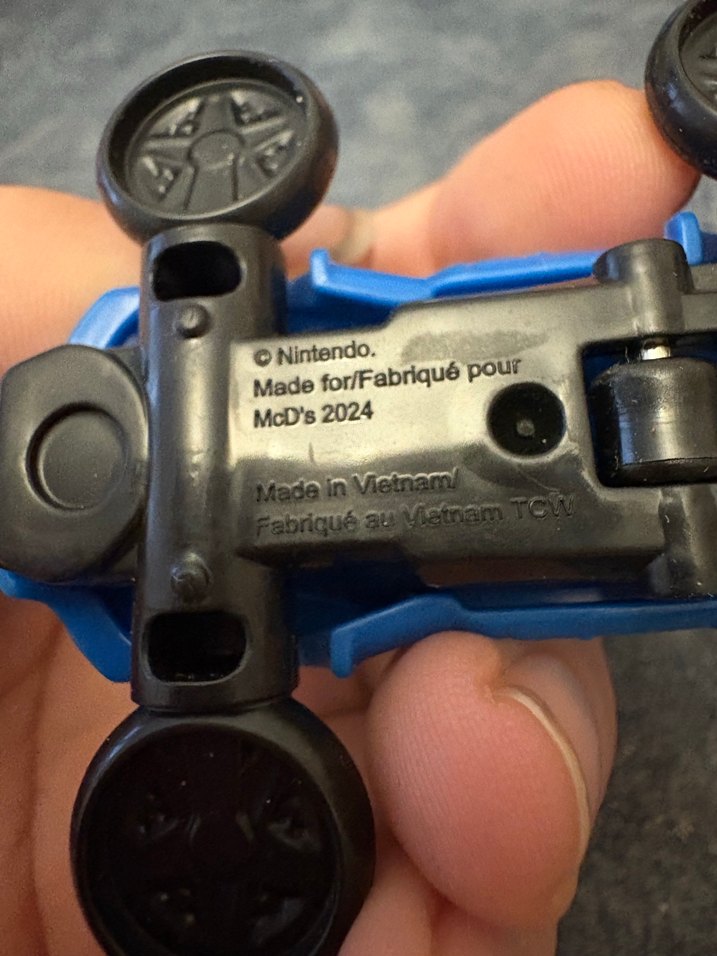 © Nintendo.
Made for/Fabriqué pour
McD's 2024
Made in Vietnam/
Fabriqué au Vietnam TCW